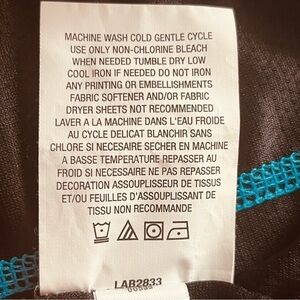 MACHINE WASH COLD GENTLE CYCLE
USE ONLY NON-CHLORINE BLEACH
WHEN NEEDED TUMBLE DRY LOW
COOL IRON IF NEEDED DO NOT IRON
ANY PRINTING OR EMBELLISHMENTS
FABRIC SOFTENER AND/OR FABRIC
DRYER SHEETS NOT RECOMMENDED
LAVER A LA MACHINE DANS L'EAU FROIDE
AU CYCLE DELICAT BLANCHIR SANS
CHLORE SI NECESSAIRE SECHER EN MACHINE
A BASSE TEMPERATURE REPASSER AU
FROID SI NECESSAIRE NE PAS REPASSER
DECORATION ASSOUPLISSEUR DE TISSUS
ET/OU FEUILLES D'ASSOUPLISSEUR DE
TISSU NON RECOMMANDE
LAB2833